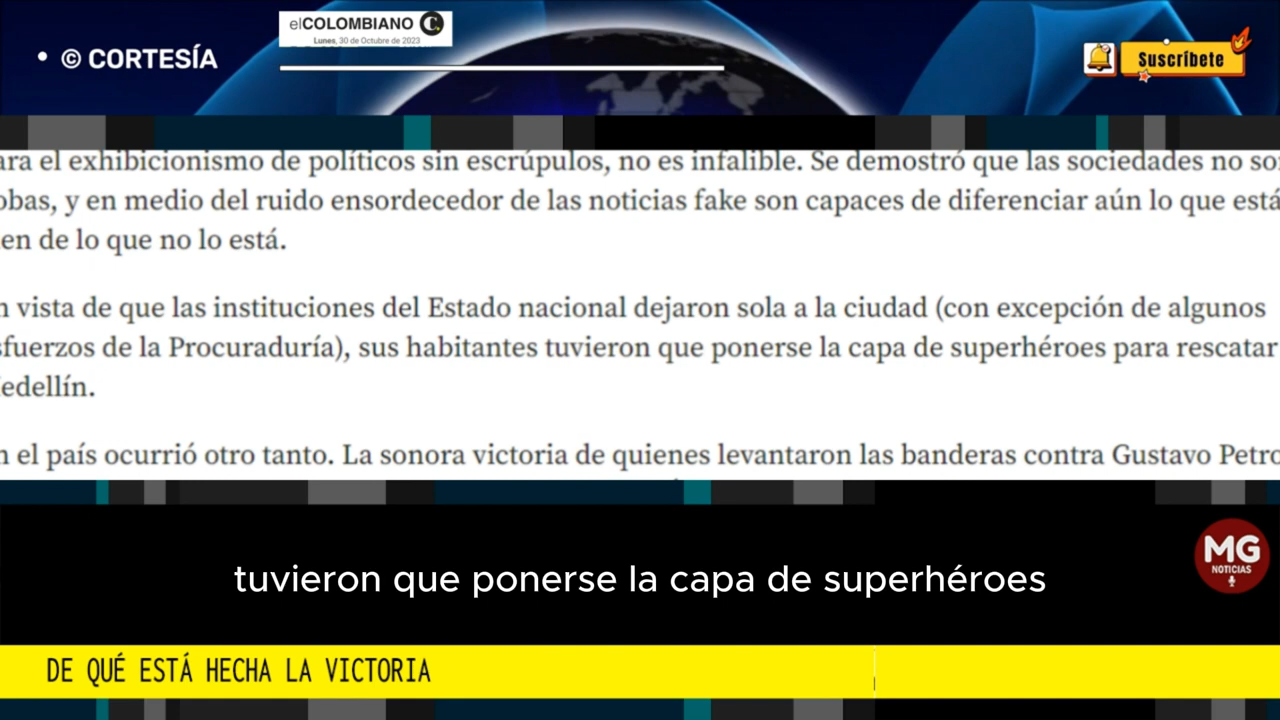 elCOLOMBIANO
Lunes, 30 de Octubre de 2023
• © CORTESÍA
Suscríbete
ara el exhibicionismo de políticos sin escrúpulos, no es infalible. Se demostró que las sociedades no so
obas, y en medio del ruido ensordecedor de las noticias fake son capaces de diferenciar aún lo que está
en de lo que no lo está.
n vista de que las instituciones del Estado nacional dejaron sola a la ciudad (con excepción de algunos
sfuerzos de la Procuraduría), sus habitantes tuvieron que ponerse la capa de superhéroes para rescatar
edellín.
n el país ocurrió otro tanto. La sonora victoria de quienes levantaron las banderas contra Gustavo Petro
MG
NOTICIAS
tuvieron que ponerse la capa de superhéroes
DE QUÉ ESTÁ HECHA LA VICTORIA